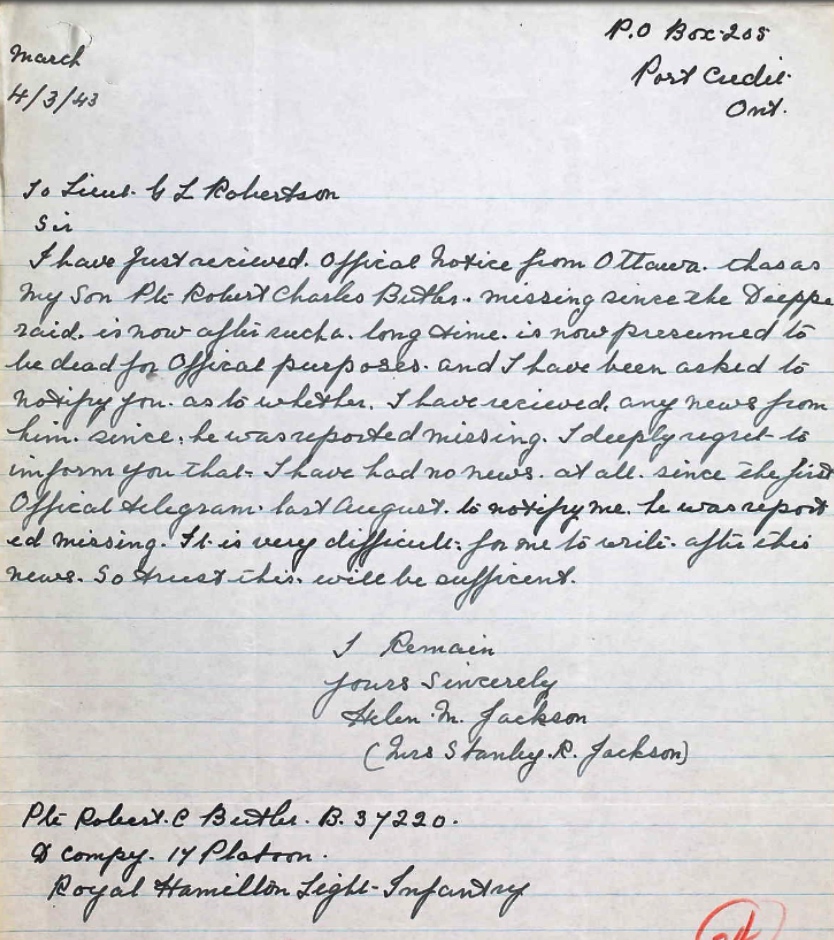 P.O Box 205
March
Port Credit
4/3/43
Ont.
To Lieut. G L Robertson
Sir
I have Just recieved. Offical Notice from Ottawa. that as
My Son Pte Robert Charles Butler. missing since the Dieppe
raid. is now after such a. long time. is now presumed to
be dead for Offical purposes. and I have been asked to
notify you. as to whether. I have recieved. any news from
him. since. he was reported missing. I deeply regret to
imform you that. I have had no news. at all. since the first
Offical telegram. last August. to notify me. he was report
ed missing. It is very difficult. for me to write. after this
news. So trust this. will be sufficent.
I Remain
Yours Sincerely
Helen. M. Jackson
(Mrs Stanley. R. Jackson)
Pte Robert. C Butler. B. 37220.
D compy. 17 Platoon.
Royal Hamilton Light-Infantry